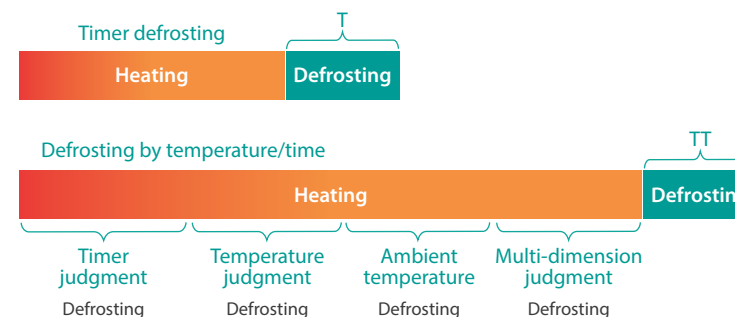 T
Timer defrosting
Heating
Defrosting
TT
Defrosting by temperature/time
Heating
Defrostin
Timer
judgment
Temperature
judgment
Ambient
temperature
Multi-dimension
judgment
Defrosting
Defrosting
Defrosting
Defrosting